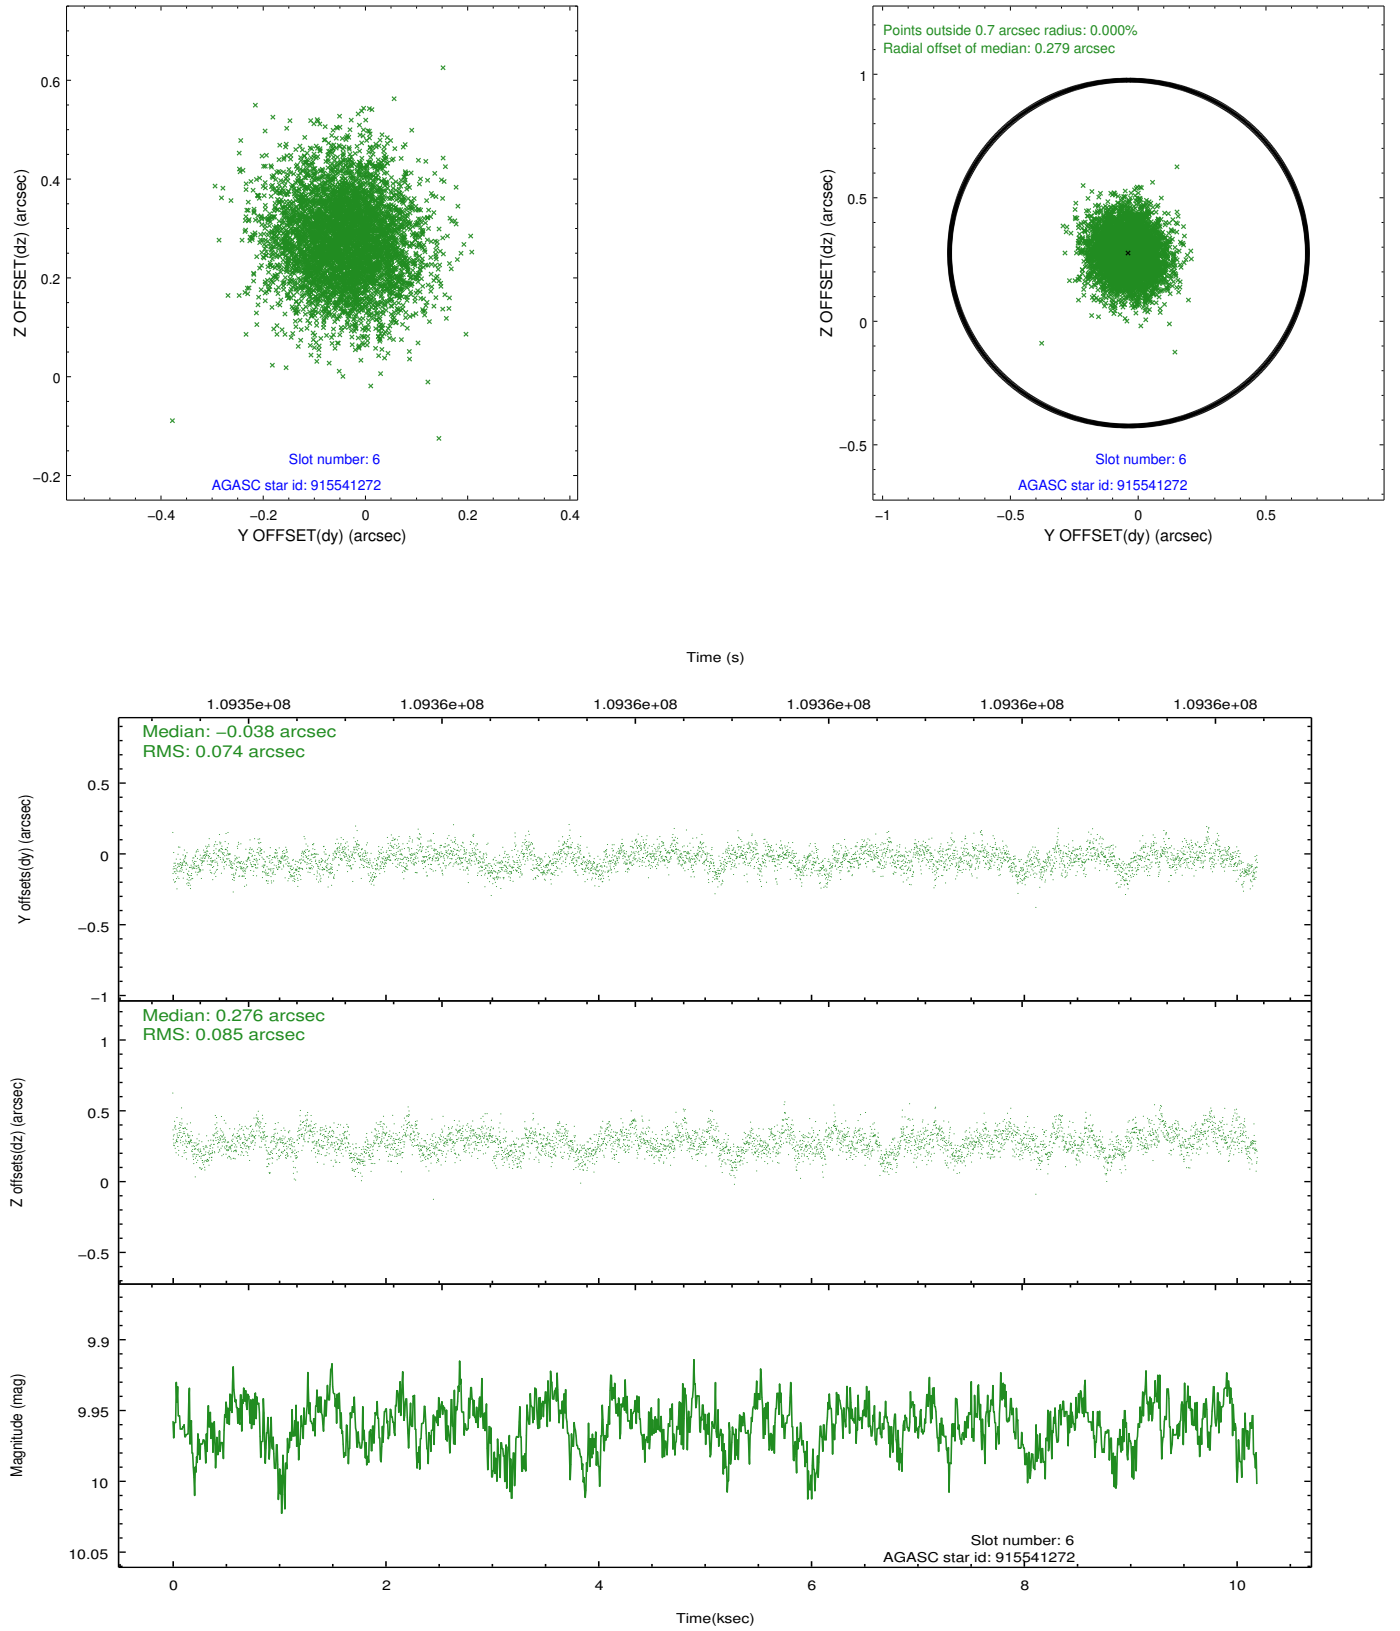 0.6
0.4
0.2
0
−0.2
−0.4
−0.2
0
0.2
0.4
Z OFFSET(dz) (arcsec)
Y OFFSET(dy) (arcsec)
Slot number: 6
AGASC star id: 915541272
Points outside 0.7 arcsec radius: 0.000%
Radial offset of median: 0.279 arcsec
1
0.5
0
−0.5
−1
−0.5
0
0.5
Z OFFSET(dz) (arcsec)
Y OFFSET(dy) (arcsec)
Slot number: 6
AGASC star id: 915541272
Time (s)
1.0935e+08
1.0936e+08
1.0936e+08
1.0936e+08
1.0936e+08
1.0936e+08
Median: −0.038 arcsec
RMS: 0.074 arcsec
0.5
0
−0.5
−1
Y offsets(dy) (arcsec)
Median: 0.276 arcsec
RMS: 0.085 arcsec
1
0.5
0
−0.5
Z offsets(dz) (arcsec)
9.9
9.95
10
10.05
Magnitude (mag)
Slot number: 6
AGASC star id: 915541272
0
2
4
6
8
10
Time(ksec)